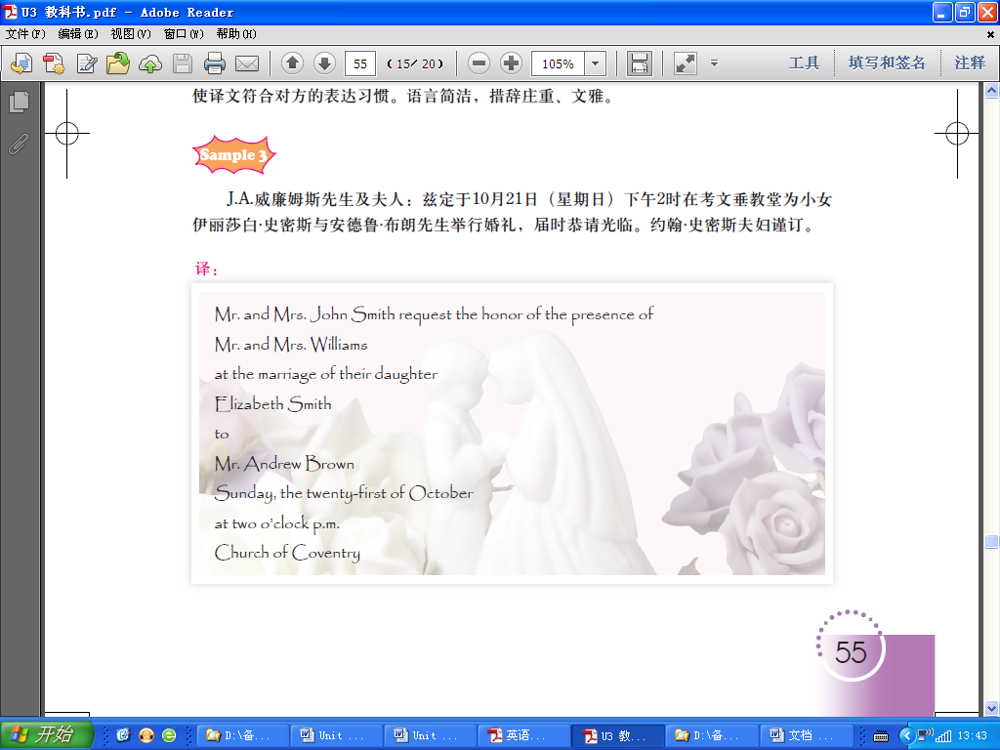 U3 教科书.pdf - Adobe Reader
文件(F) 编辑(E) 视图(V) 窗口(W) 帮助(H)
55 (15/ 20) 105% 工具 填写和签名 注释
使译文符合对方的表达习惯。语言简洁，措辞庄重、文雅。
Sample 3
J.A.威廉姆斯先生及夫人：兹定于10月21日（星期日）下午2时在考文垂教堂为小女
伊丽莎白·史密斯与安德鲁·布朗先生举行婚礼，届时恭请光临。约翰·史密斯夫妇谨订。
译：
Mr. and Mrs. John Smith request the honor of the presence of
Mr. and Mrs. Williams
at the marriage of their daughter
Elizabeth Smith
to
Mr. Andrew Brown
Sunday, the twenty-first of October
at two o'clock p.m.
Church of Coventry
55
开始 D:\备... Unit ... Unit ... 英语... U3 教... D:\备... 文档 ... 13:43